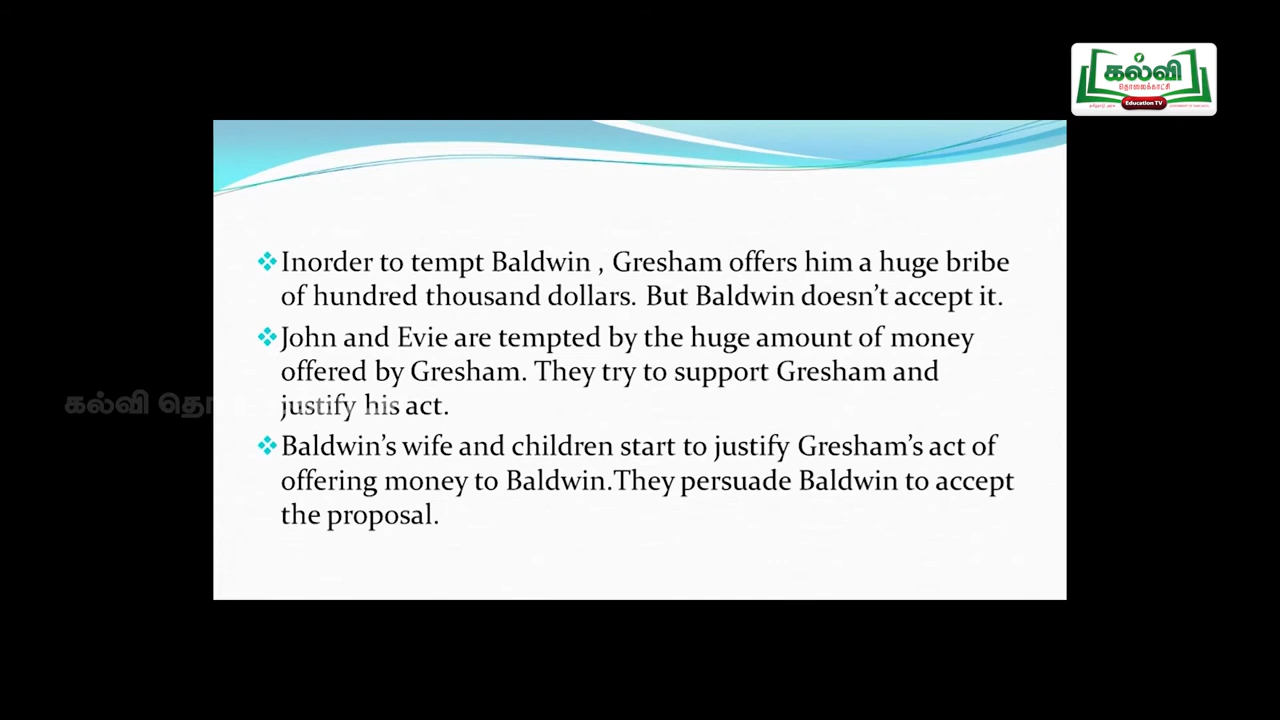 கல்வி
தொலைக்காட்சி
Education TV
Inorder to tempt Baldwin , Gresham offers him a huge bribe
of hundred thousand dollars. But Baldwin doesn’t accept it.
John and Evie are tempted by the huge amount of money
offered by Gresham. They try to support Gresham and
justify his act.
கல்வி
Baldwin’s wife and children start to justify Gresham’s act of
offering money to Baldwin.They persuade Baldwin to accept
the proposal.